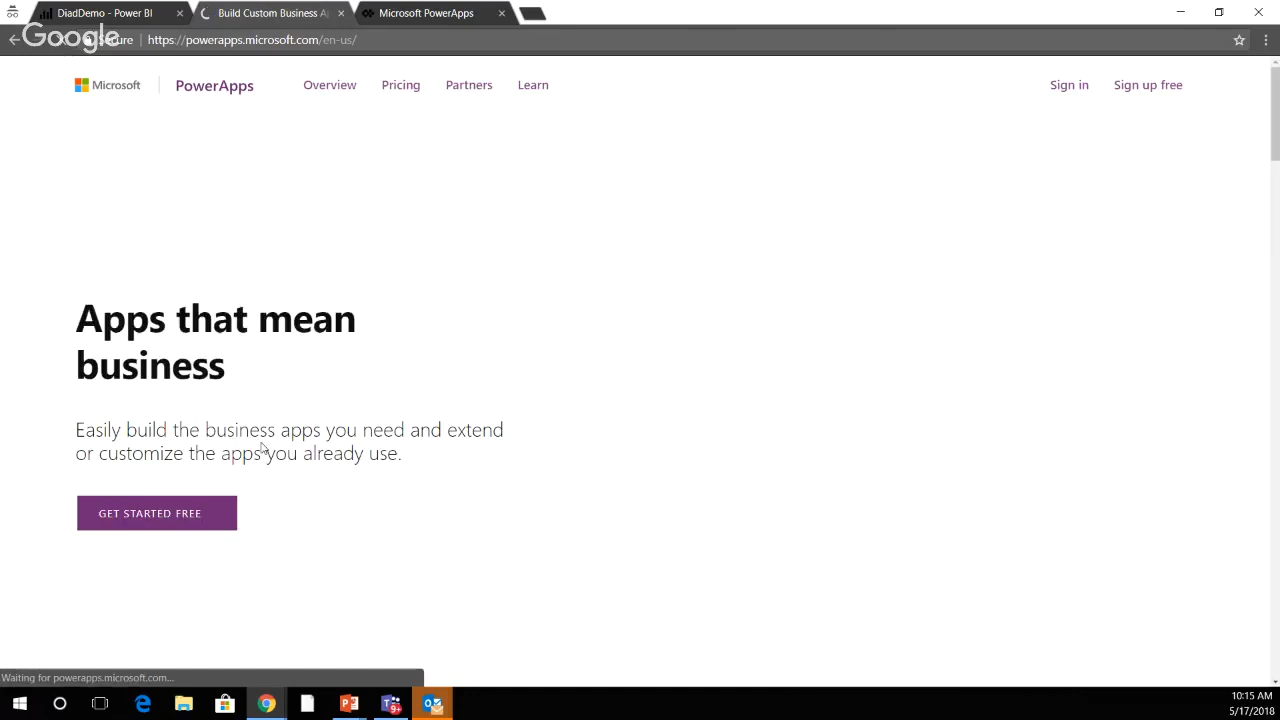 DiadDemo - Power BI
Build Custom Business A
Microsoft PowerApps
Google
Secure
https://powerapps.microsoft.com/en-us/
Microsoft
PowerApps
Overview
Pricing
Partners
Learn
Sign in
Sign up free
Apps that mean
business
Easily build the business apps you need and extend
or customize the apps you already use.
GET STARTED FREE
Waiting for powerapps.microsoft.com...
9+
10:15 AM
5/17/2018